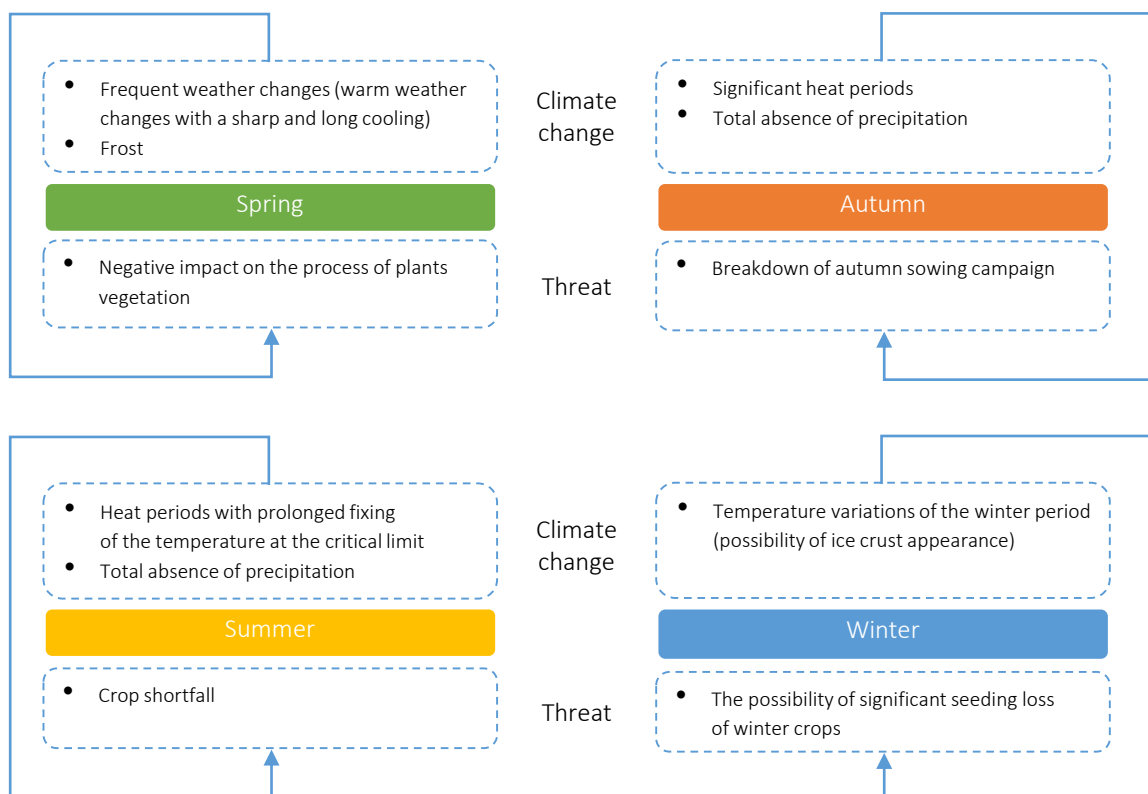 Frequent weather changes (warm weather
changes with a sharp and long cooling)
Frost
Spring
Negative impact on the process of plants
vegetation
Climate
change
Threat
Significant heat periods
Total absence of precipitation
Autumn
Breakdown of autumn sowing campaign
Heat periods with prolonged fixing
of the temperature at the critical limit
Total absence of precipitation
Summer
Crop shortfall
Climate
change
Threat
Temperature variations of the winter period
(possibility of ice crust appearance)
Winter
The possibility of significant seeding loss
of winter crops